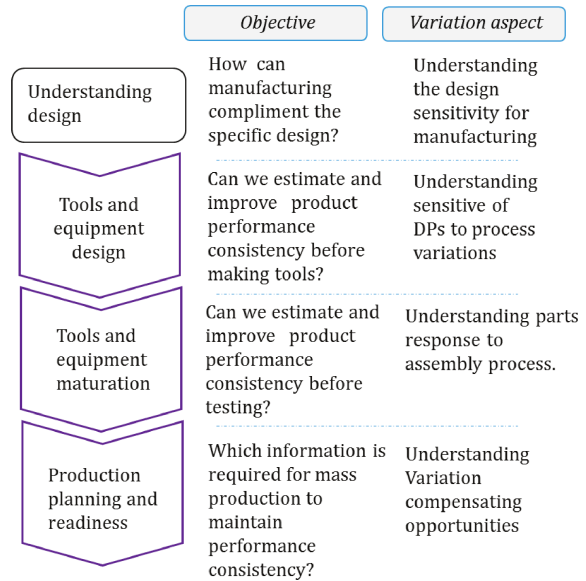 Objective
Variation aspect
Understanding
design
How can
manufacturing
compliment the
specific design?
Understanding
the design
sensitivity for
manufacturing
Tools and
equipment
design
Can we estimate and
improve product
performance
consistency before
making tools?
Understanding
sensitive of
DPs to process
variations
Tools and
equipment
maturation
Can we estimate and
improve product
performance
consistency before
testing?
Understanding parts
response to
assembly process.
Production
planning and
readiness
Which information is
required for mass
production to
maintain
performance
consistency?
Understanding
Variation
compensating
opportunities